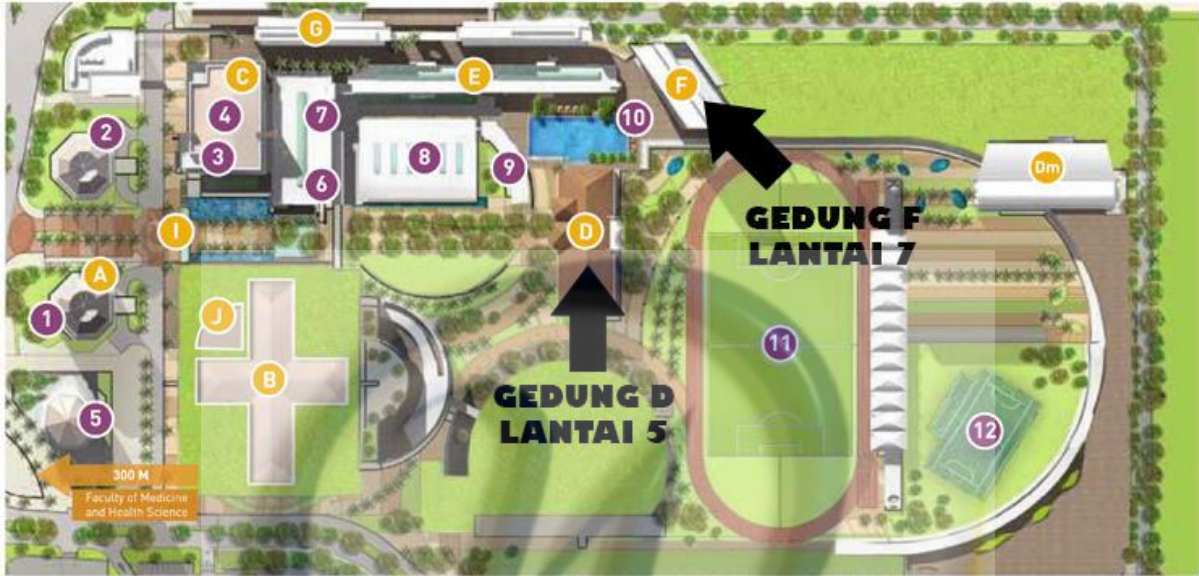 G
C
E
F
4
7
2
10
3
8
9
Dm
6
I
D
GEDUNG F
LANTAI 7
A
1
J
11
B
GEDUNG D
LANTAI 5
5
12
300 M
Faculty of Medicine
and Health Science